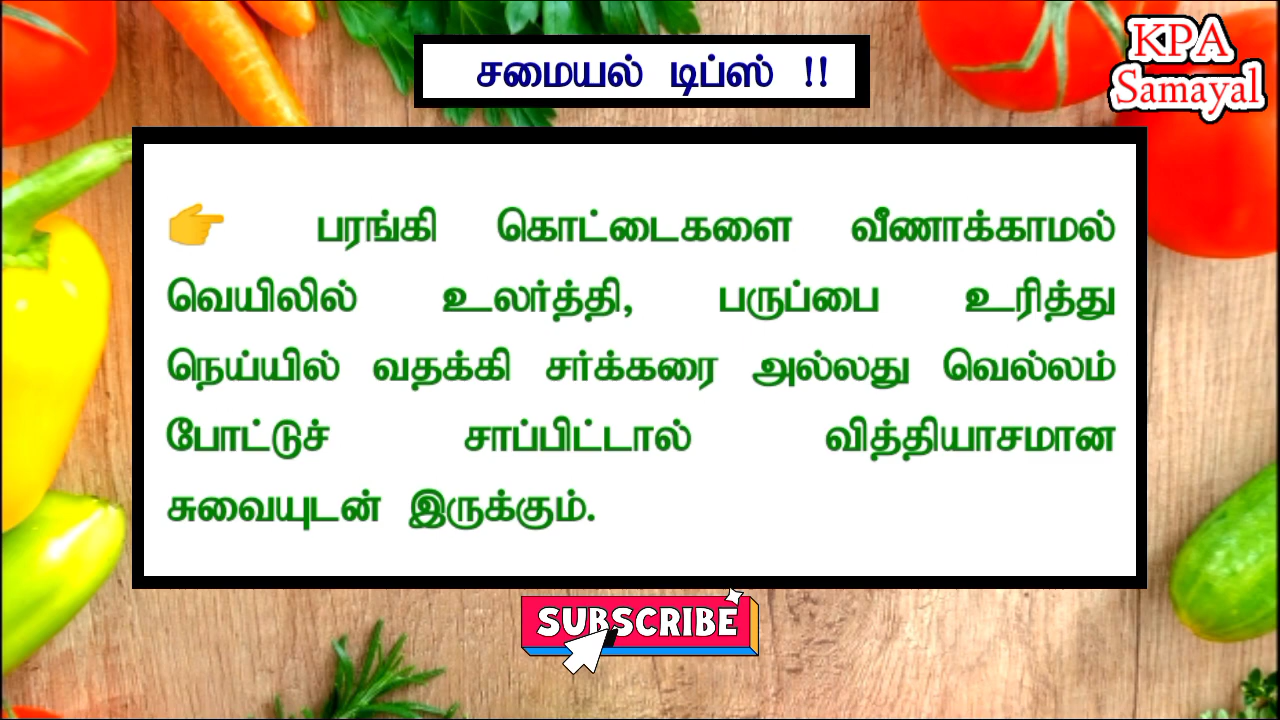 சமையல் டிப்ஸ் !!
KPA
Samayal
👉 பரங்கி கொட்டைகளை வீணாக்காமல்
வெயிலில் உலர்த்தி, பருப்பை உரித்து
நெய்யில் வதக்கி சர்க்கரை அல்லது வெல்லம்
போட்டுச் சாப்பிட்டால் வித்தியாசமான
சுவையுடன் இருக்கும்.
SUBSCRIBE